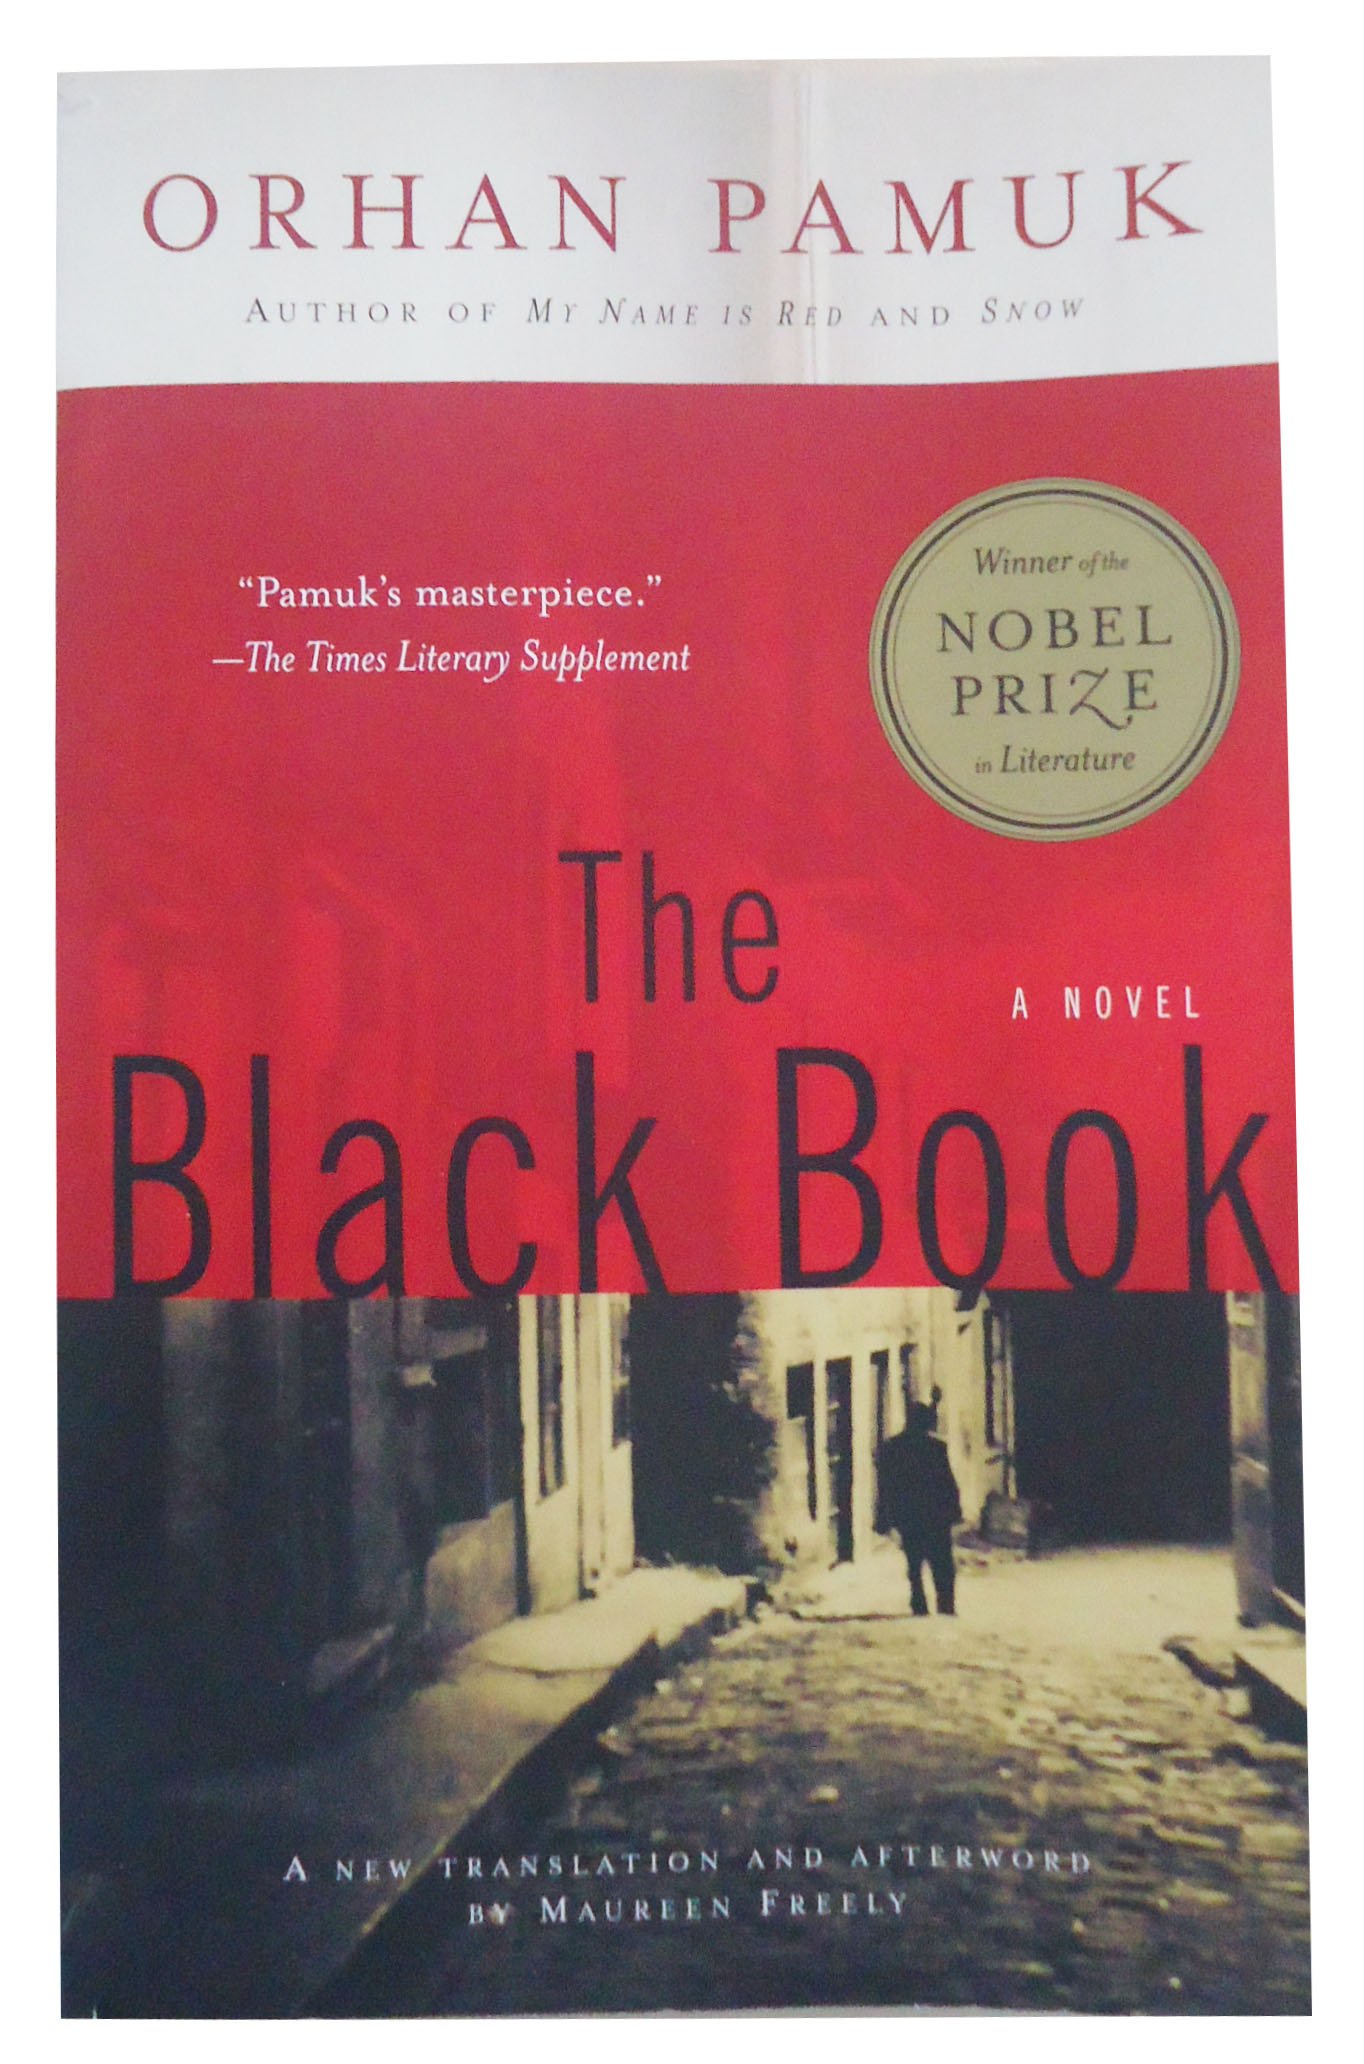 ORHAN PAMUK
AUTHOR OF MY NAME IS RED AND SNOW
“Pamuk’s masterpiece.”
—The Times Literary Supplement
Winner of the
NOBEL
PRIZE
in Literature
The
A NOVEL
Black Book
A NEW TRANSLATION AND AFTERWORD
BY MAUREEN FREELY